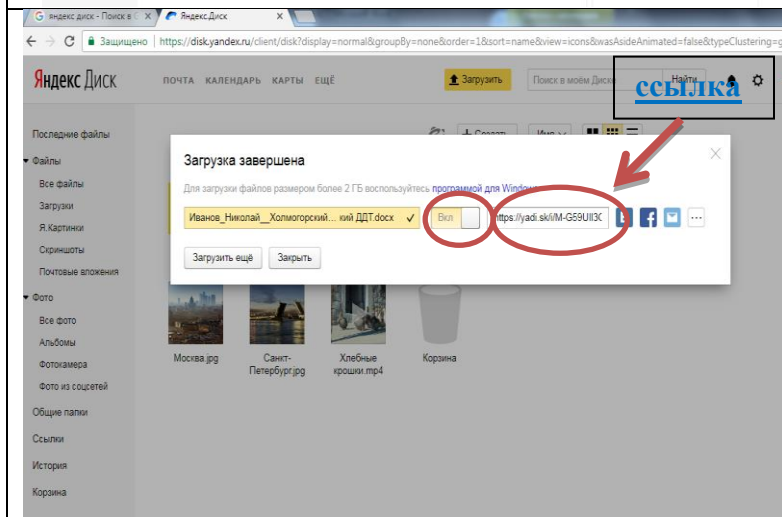 яндекс диск - Поиск в
Яндекс.Диск
Защищено | https://disk.yandex.ru/client/disk?display=normal&groupBy=none&order=1&sort=name&view=icons&wasAsideAnimated=false&typeClustering=g
Яндекс Диск
ПОЧТА КАЛЕНДАРЬ КАРТЫ ЕЩЁ
Загрузить
Поиск в моём Диске
Найти
ссылка
Последние файлы
+ Создать
Имя
Файлы
Все файлы
Загрузки
Я.Картинки
Скриншоты
Почтовые вложения
Загрузка завершена
Для загрузки файлов размером более 2 ГБ воспользуйтесь программой для Windows
Иванов_Николай__Холмогорский... кий ДДТ.docx
Вкл
https://yadi.sk/i/M-G59UII3C
Загрузить ещё
Закрыть
Фото
Все фото
Альбомы
Фотокамера
Фото из соцсетей
Москва.jpg
Санкт-
Петербург.jpg
Хлебные
крошки.mp4
Корзина
Общие папки
Ссылки
История
Корзина